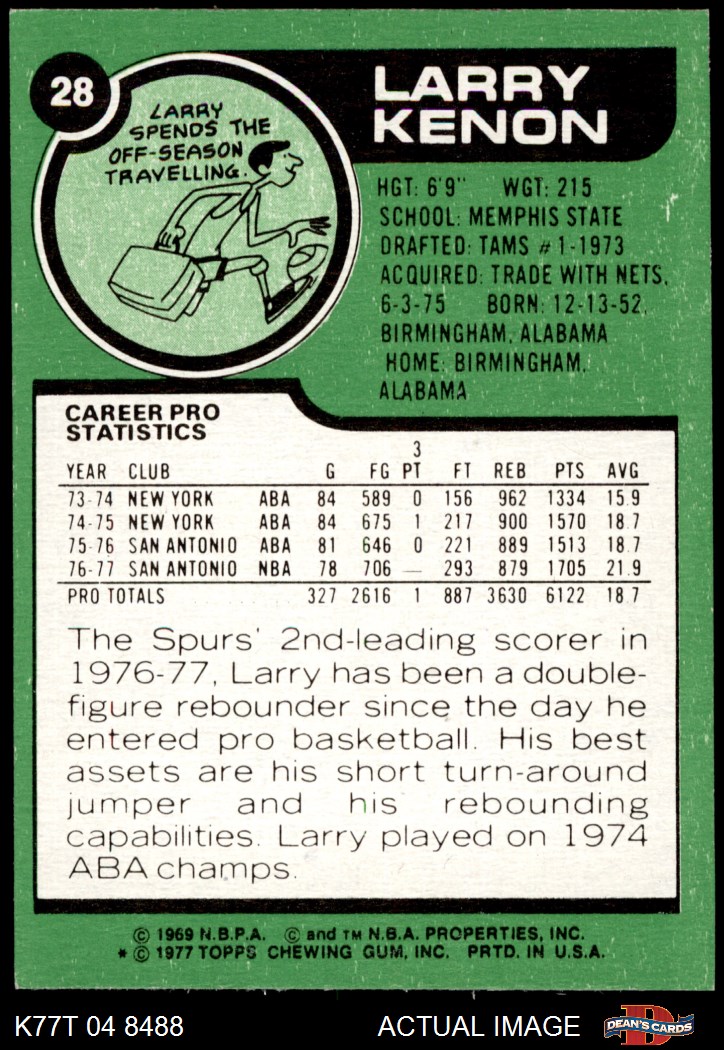 28
LARRY
KENON
LARRY
SPENDS THE
OFF-SEASON
TRAVELLING.
HGT: 6'9" WGT: 215
SCHOOL: MEMPHIS STATE
DRAFTED: TAMS #1-1973
ACQUIRED: TRADE WITH NETS,
6-3-75 BORN: 12-13-52,
BIRMINGHAM, ALABAMA
HOME: BIRMINGHAM,
ALABAMA
CAREER PRO
STATISTICS
YEAR CLUB G FG 3 PT FT REB PTS AVG
73-74 NEW YORK ABA 84 589 0 156 962 1334 15.9
74-75 NEW YORK ABA 84 675 1 217 900 1570 18.7
75-76 SAN ANTONIO ABA 81 646 0 221 889 1513 18.7
76-77 SAN ANTONIO NBA 78 706 — 293 879 1705 21.9
PRO TOTALS 327 2616 1 887 3630 6122 18.7
The Spurs' 2nd-leading scorer in
1976-77, Larry has been a double-
figure rebounder since the day he
entered pro basketball. His best
assets are his short turn-around
jumper and his rebounding
capabilities. Larry played on 1974
ABA champs.
© 1969 N.B.P.A. © and TM N.B.A. PROPERTIES, INC.
* © 1977 TOPPS CHEWING GUM, INC. PRTD. IN U.S.A.
K77T 04 8488 ACTUAL IMAGE D DEAN'S CARDS